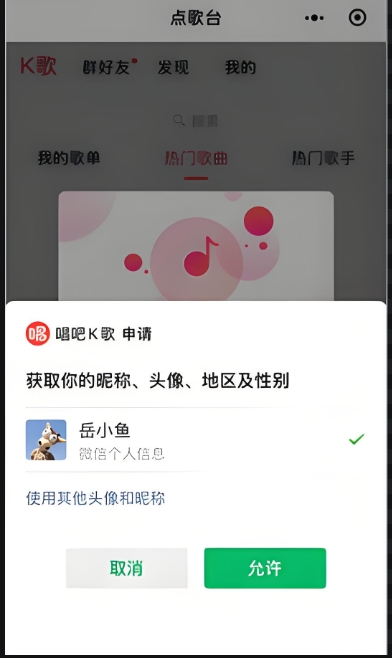 点歌台
K歌 群好友 发现 我的
搜索
我的歌单 热门歌曲 热门歌手
唱 唱吧K歌 申请
获取你的昵称、头像、地区及性别
岳小鱼
微信个人信息
使用其他头像和昵称
取消 允许